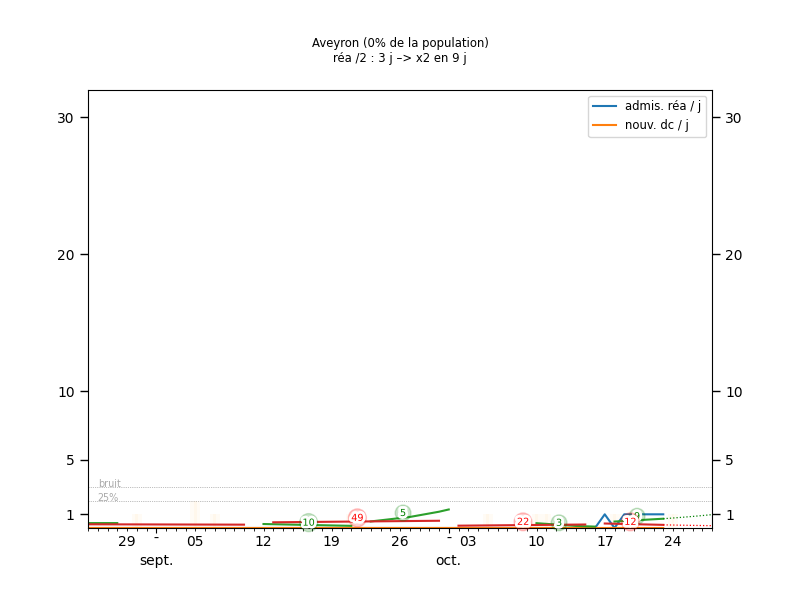 Aveyron (0% de la population)
réa /2 : 3 j –> x2 en 9 j
admis. réa / j
nouv. dc / j
30 30
20 20
10 10
5 5
bruit
25%
1 1
-10 49 5 -22 -3 9 -12
29 - 05 12 19 26 - 03 10 17 24
sept. oct.